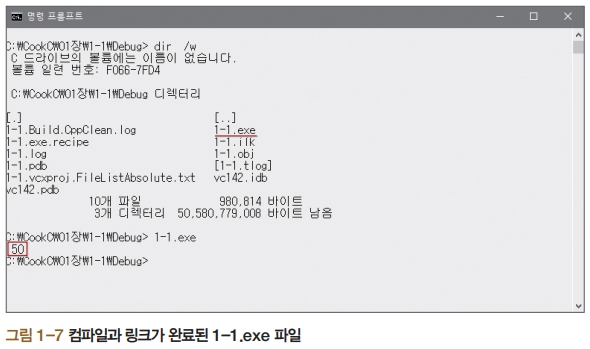 명령 프롬프트
C:₩CookC₩01장₩1-1₩Debug> dir /w
C 드라이브의 볼륨에는 이름이 없습니다.
볼륨 일련 번호: F066-7FD4
C:₩CookC₩01장₩1-1₩Debug 디렉터리
[.] [..]
1-1.Build.CppClean.log 1-1.exe
1-1.exe.recipe 1-1.ilk
1-1.log 1-1.obj
1-1.pdb [1-1.tlog]
1-1.vcxproj.FileListAbsolute.txt vc142.idb
vc142.pdb
10개 파일 980,814 바이트
3개 디렉터리 50,580,779,008 바이트 남음
C:₩CookC₩01장₩1-1₩Debug> 1-1.exe
50
C:₩CookC₩01장₩1-1₩Debug>
그림 1-7 컴파일과 링크가 완료된 1-1.exe 파일